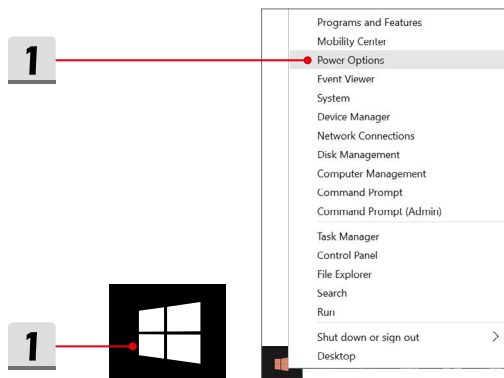 1
Programs and Features
Mobility Center
Power Options
Event Viewer
System
Device Manager
Network Connections
Disk Management
Computer Management
Command Prompt
Command Prompt (Admin)
Task Manager
Control Panel
File Explorer
Search
Run
Shut down or sign out
Desktop
1